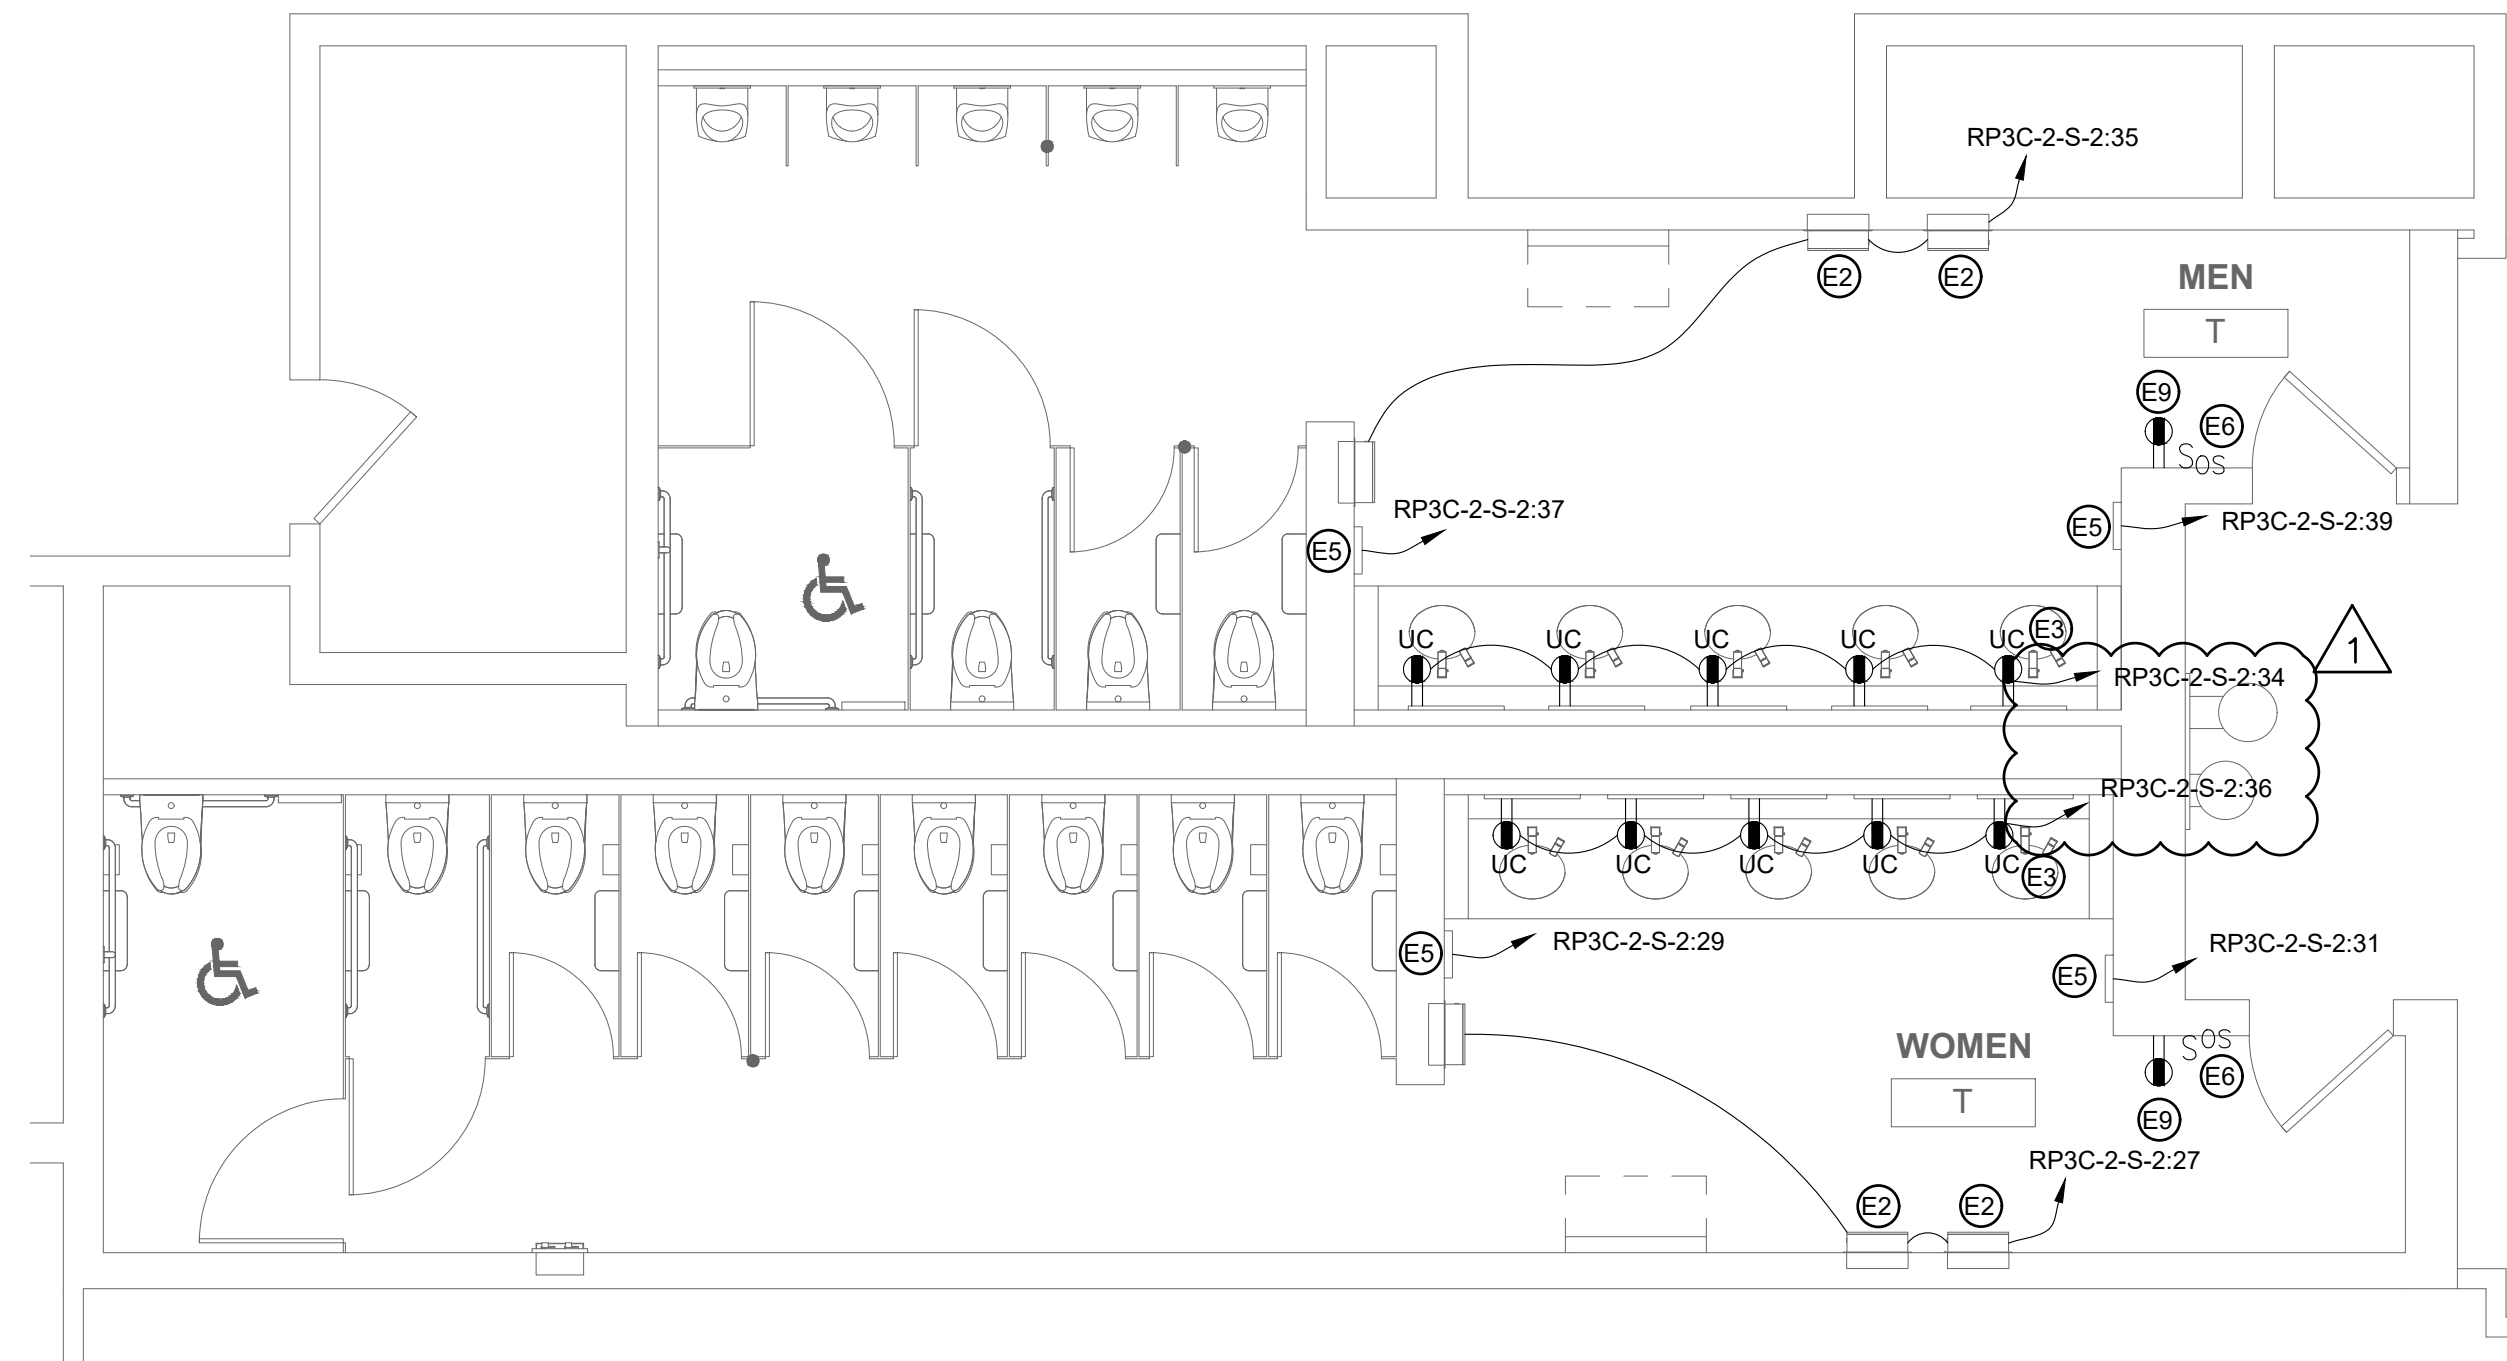 RP3C-2-S-2:35
E2
E2
MEN
T
E9
E6
SOS
RP3C-2-S-2:37
E5
RP3C-2-S-2:39
E5
UC
UC
UC
UC
UC
E3
1
RP3C-2-S-2:34
RP3C-2-S-2:36
UC
UC
UC
UC
UC
E3
E5
RP3C-2-S-2:29
RP3C-2-S-2:31
E5
WOMEN
SOS
T
E6
E9
RP3C-2-S-2:27
E2
E2